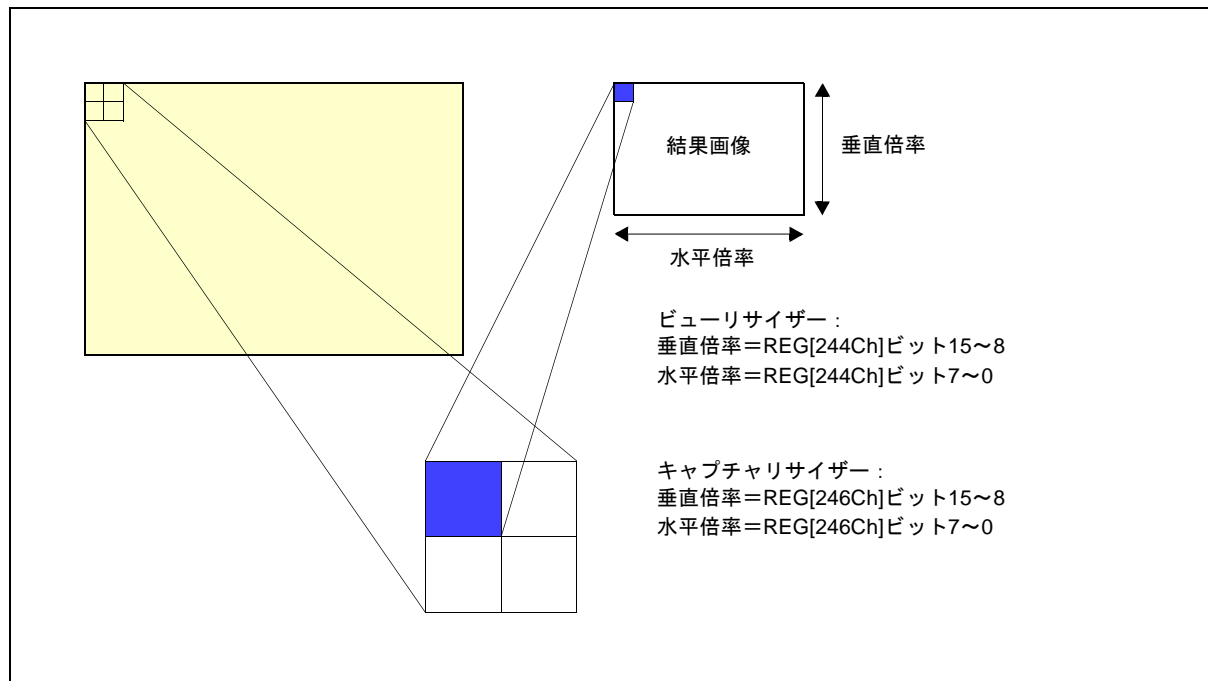 結果画像
垂直倍率
水平倍率
ビューリサイザー：
垂直倍率＝REG[244Ch]ビット15～8
水平倍率＝REG[244Ch]ビット7～0
キャプチャリサイザー：
垂直倍率＝REG[246Ch]ビット15～8
水平倍率＝REG[246Ch]ビット7～0